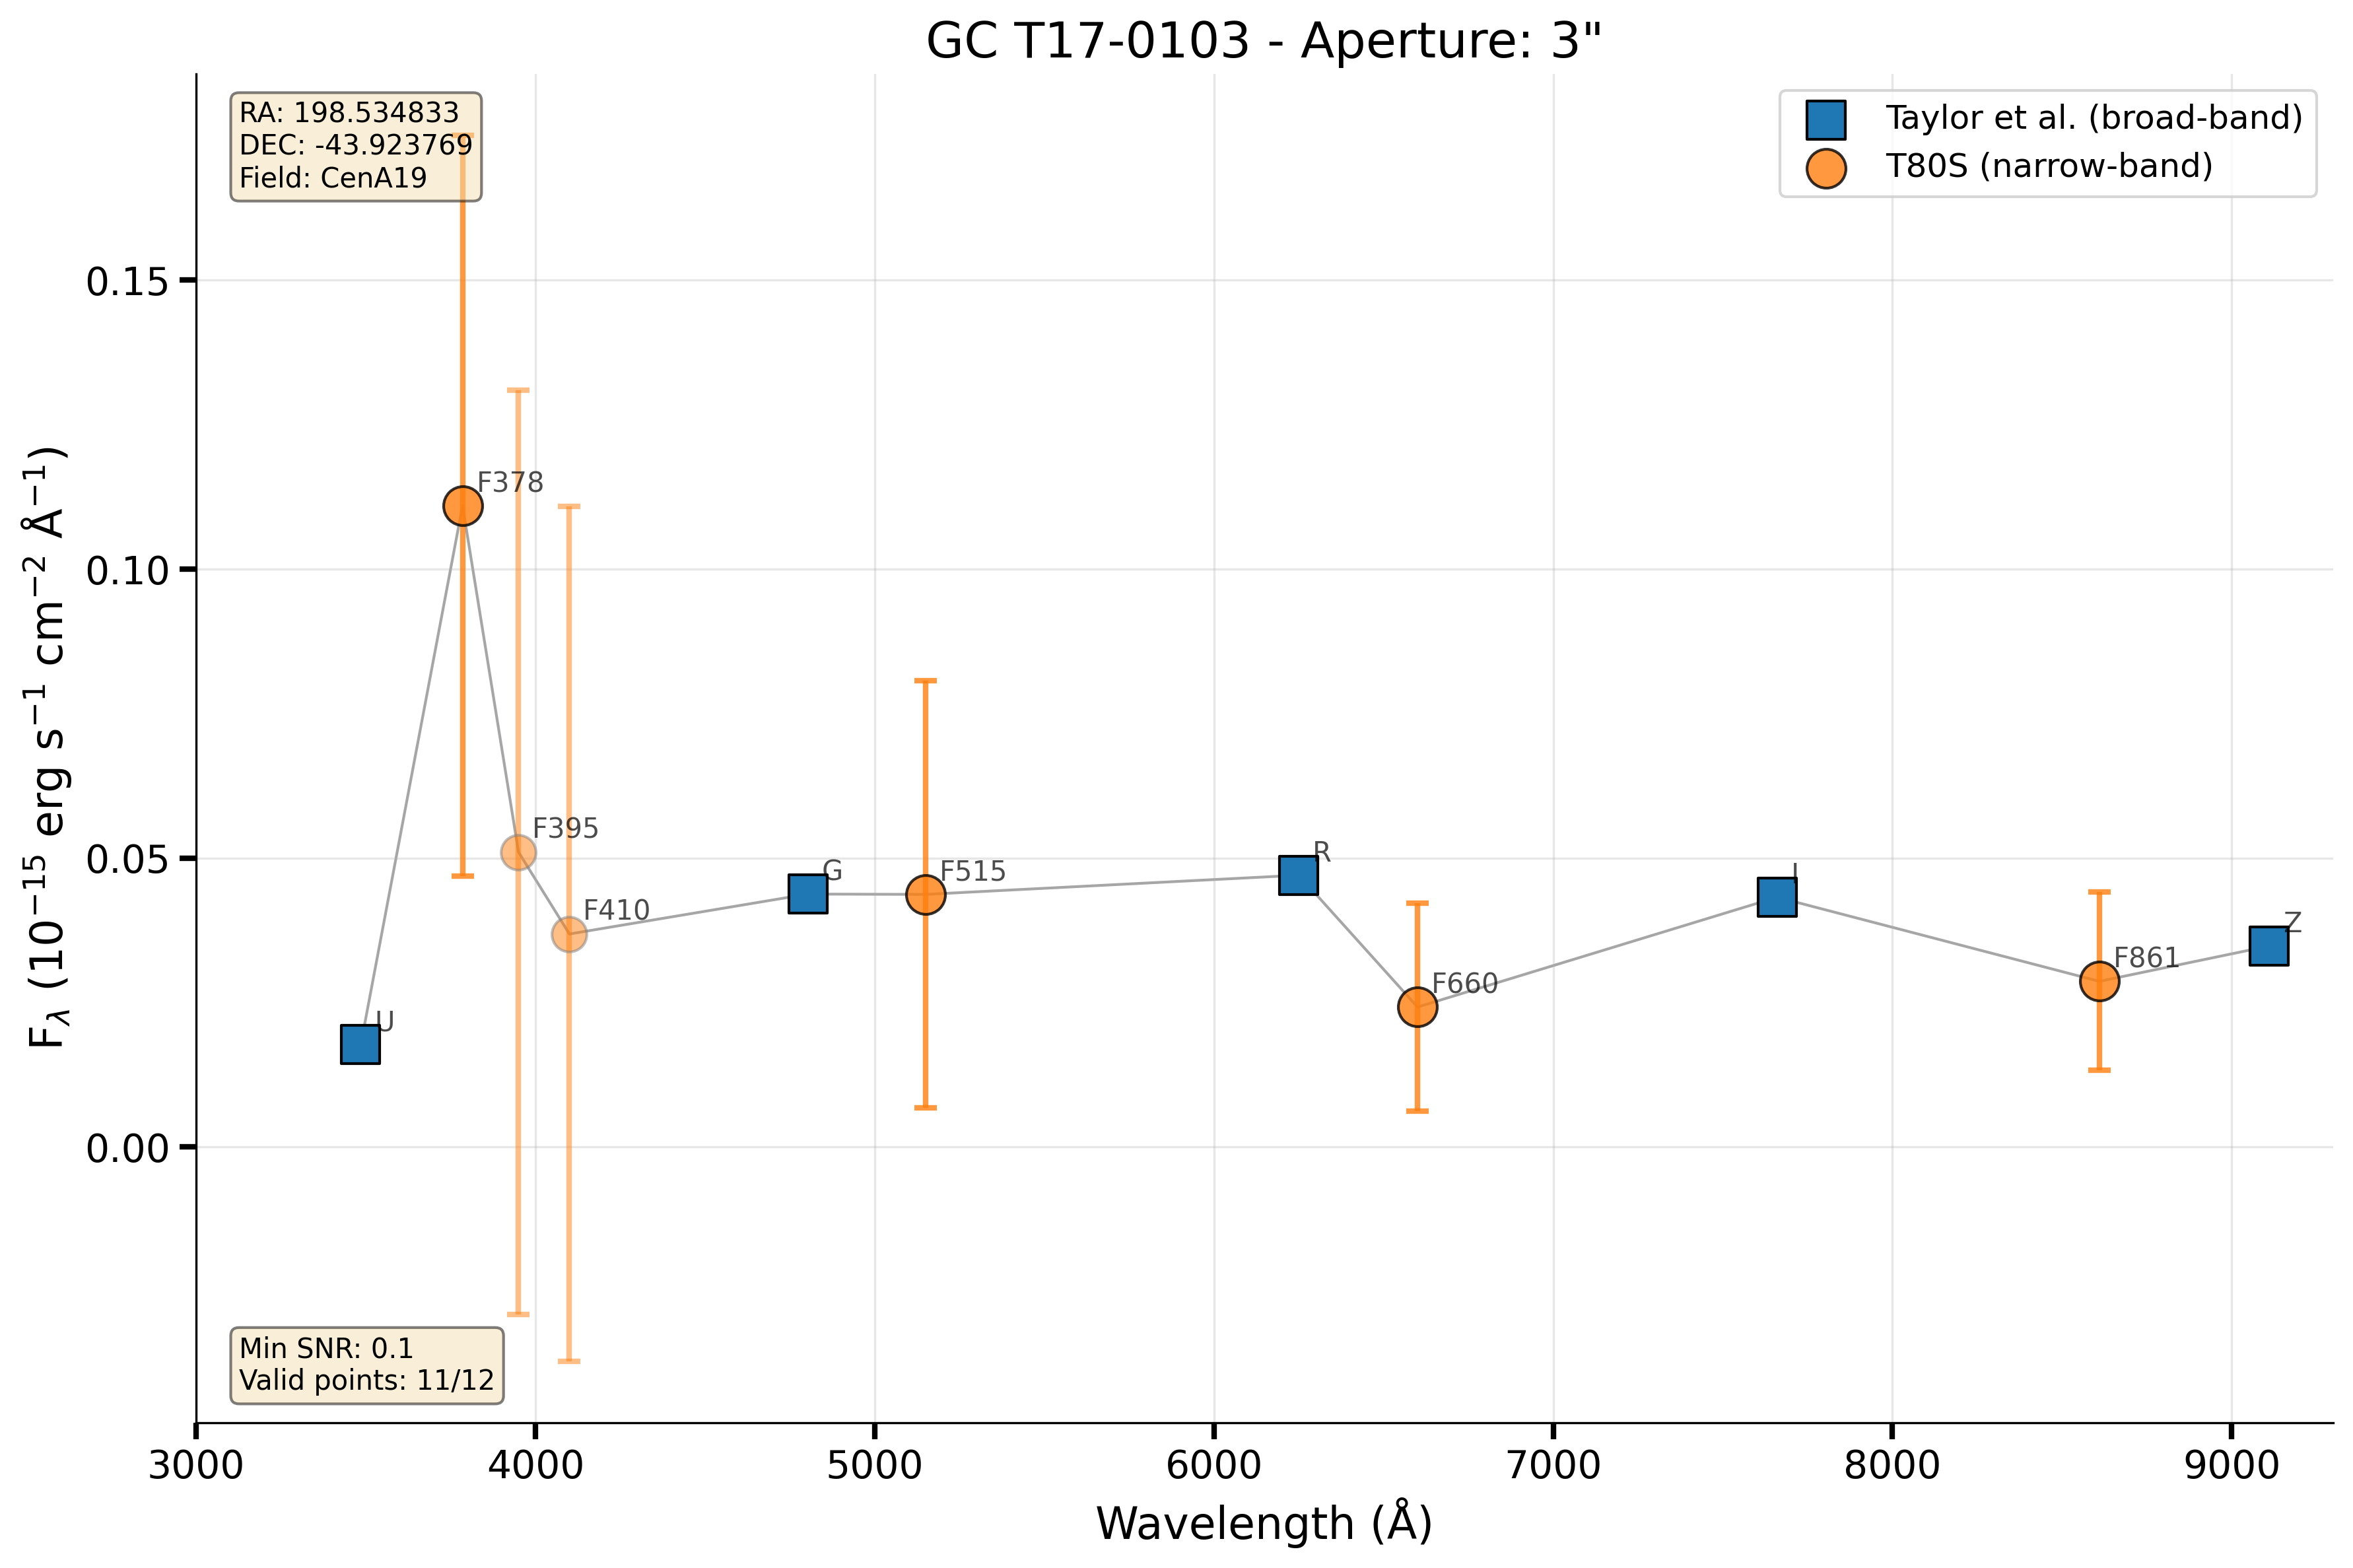 GC T17-0103 - Aperture: 3"
RA: 198.534833
DEC: -43.923769
Field: CenA19
Taylor et al. (broad-band)
T80S (narrow-band)
0.15
0.10
0.05
0.00
F_λ (10⁻¹⁵ erg s⁻¹ cm⁻² Å⁻¹)
U
F378
F395
F410
G
F515
R
F660
I
F861
Z
Min SNR: 0.1
Valid points: 11/12
3000 4000 5000 6000 7000 8000 9000
Wavelength (Å)